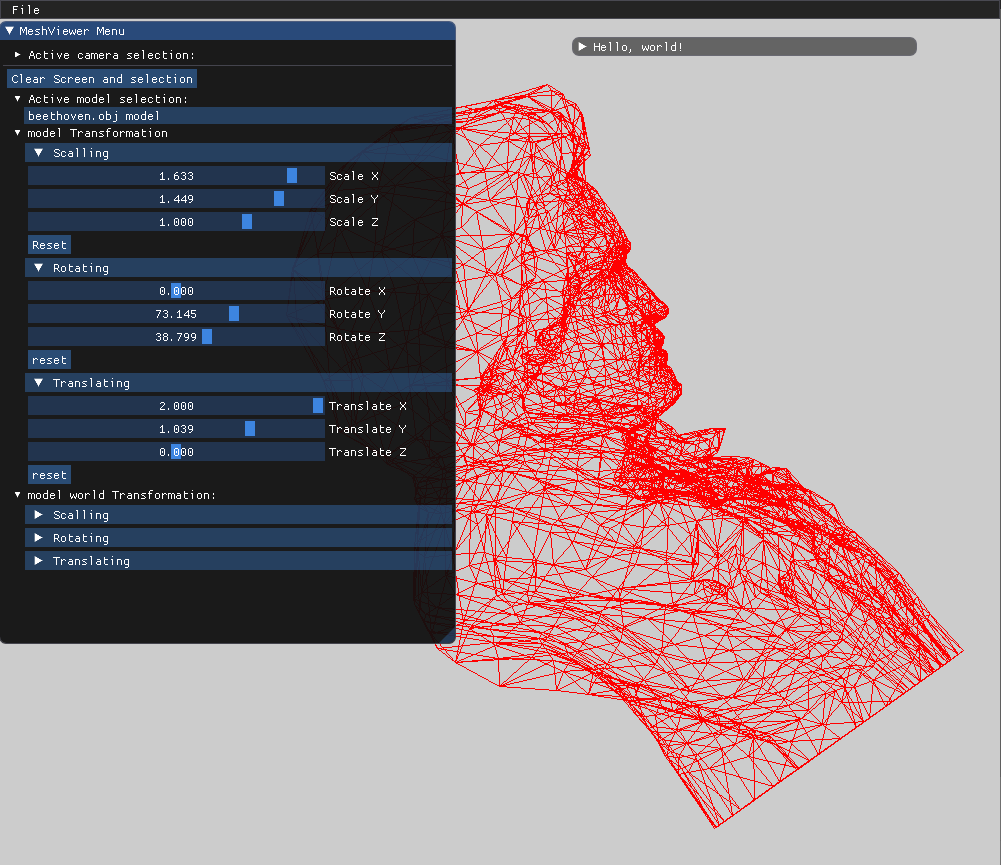 File
MeshViewer Menu
Hello, world!
Active camera selection:
Clear Screen and selection
Active model selection:
beethoven.obj model
model Transformation
Scalling
1.633 Scale X
1.449 Scale Y
1.000 Scale Z
Reset
Rotating
0.000 Rotate X
73.145 Rotate Y
38.799 Rotate Z
reset
Translating
2.000 Translate X
1.039 Translate Y
0.000 Translate Z
reset
model world Transformation:
Scalling
Rotating
Translating